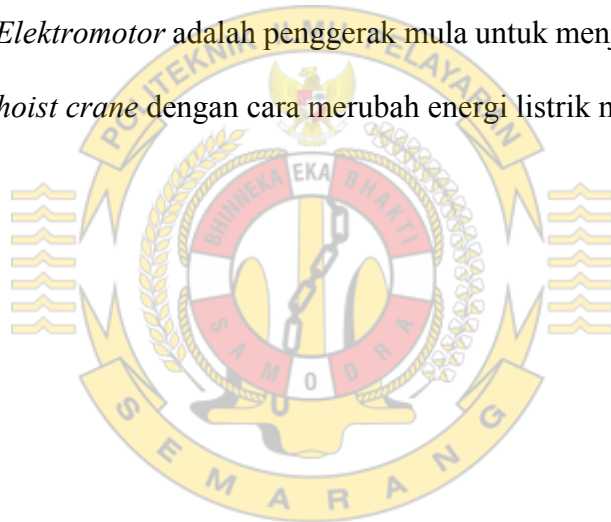 Elektromotor adalah penggerak mula untuk
hoist crane dengan cara merubah energi listrik
POLITEKNIK ILMU PELAYARAN
BHINNEKA EKA BHAKTI
SAMODRA
SEMARANG